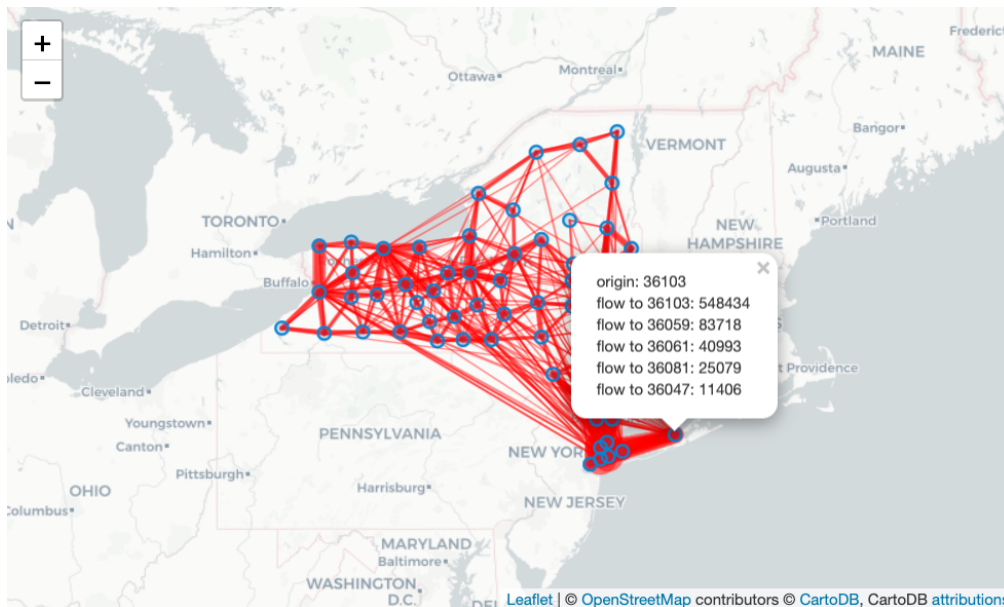 +
−
Ottawa
Montreal
Frederict
MAINE
VERMONT
Bangor
Augusta
TORONTO
NEW
HAMPSHIRE
Portland
Hamilton
Buffalo
Detroit
Cleveland
Youngstown
Canton
Pittsburgh
PENNSYLVANIA
Harrisburg
OHIO
Columbus
NEW YOR
NEW JERSEY
MARYLAND
Baltimore
WASHINGTON
D.C.
DEL
Providence
×
origin: 36103
flow to 36103: 548434
flow to 36059: 83718
flow to 36061: 40993
flow to 36081: 25079
flow to 36047: 11406
Leaflet | © OpenStreetMap contributors © CartoDB, CartoDB attributions